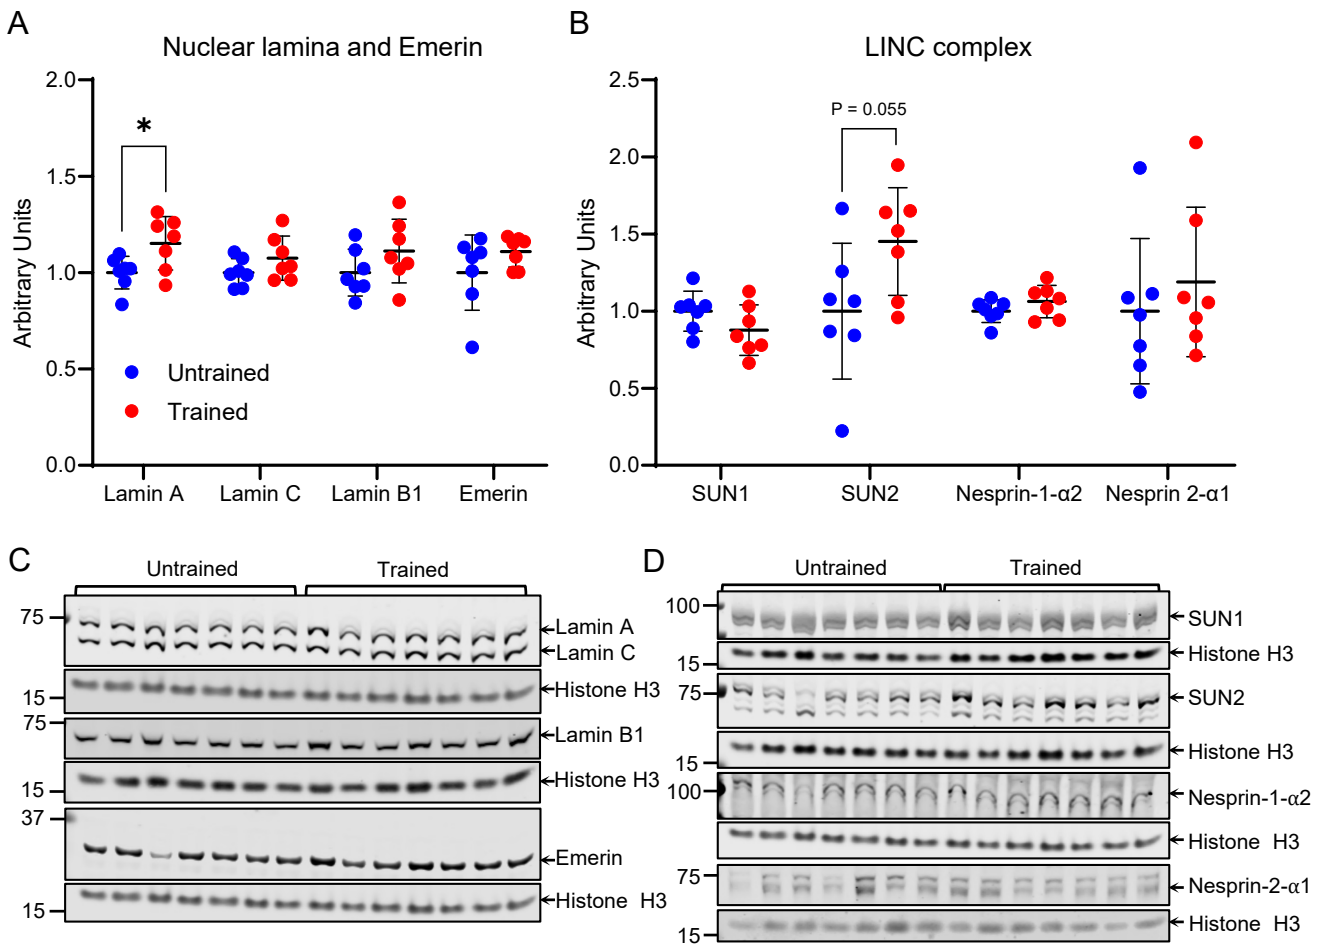 A
Nuclear lamina and Emerin
2.0
1.5
1.0
0.5
0.0
Arbitrary Units
*
Untrained
Trained
Lamin A Lamin C Lamin B1 Emerin
B
LINC complex
2.5
2.0
1.5
1.0
0.5
0.0
Arbitrary Units
P = 0.055
SUN1 SUN2 Nesprin-1-α2 Nesprin 2-α1
C
Untrained Trained
75
Lamin A
Lamin C
15
Histone H3
75
Lamin B1
15
Histone H3
37
Emerin
15
Histone H3
D
Untrained Trained
100
SUN1
15
Histone H3
75
SUN2
15
Histone H3
100
Nesprin-1-α2
Histone H3
75
Nesprin-2-α1
15
Histone H3